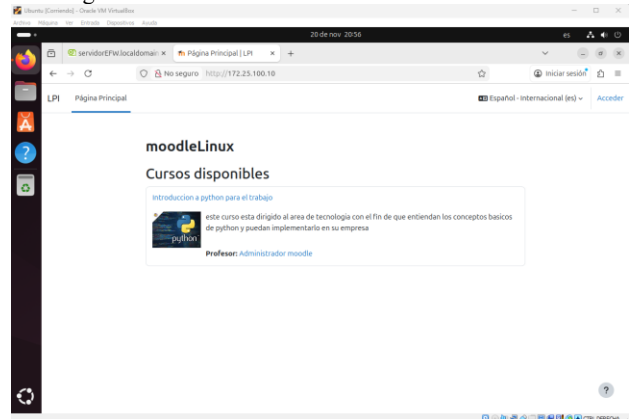 Ubuntu [Corriendo] - Oracle VM VirtualBox
Archivo Máquina Ver Entrada Dispositivos Ayuda
20 de nov 20:56
es
servidorEFW.localdomain
Página Principal | LPI
No seguro http://172.25.100.10
Iniciar sesión
LPI Página Principal
Español - Internacional (es)
Acceder
moodleLinux
Cursos disponibles
Introduccion a python para el trabajo
python
este curso esta dirigido al area de tecnologia con el fin de que entiendan los conceptos basicos
de python y puedan implementarlo en su empresa
Profesor: Administrador moodle
?
CTRL DERECHA